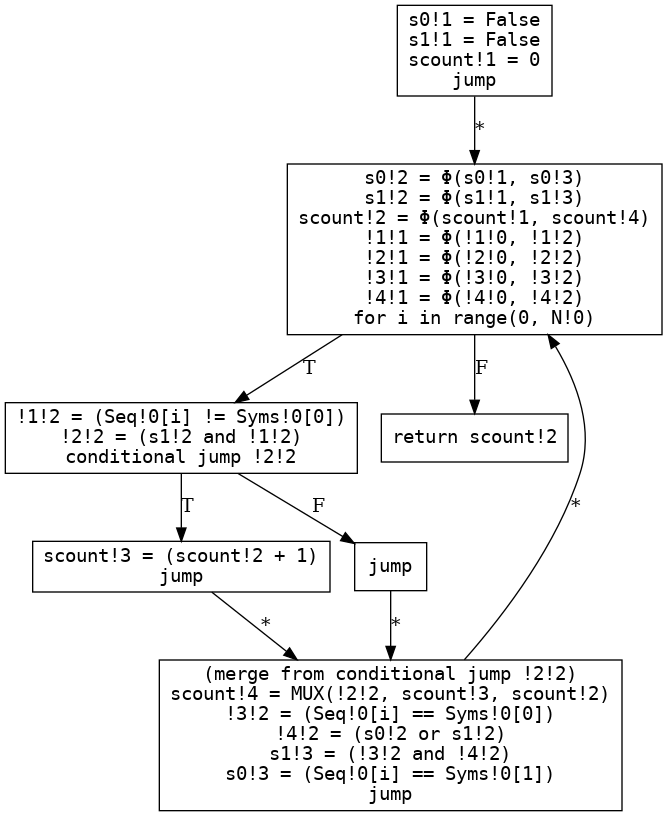 s0!1 = False
s1!1 = False
scount!1 = 0
jump
*
s0!2 = Φ(s0!1, s0!3)
s1!2 = Φ(s1!1, s1!3)
scount!2 = Φ(scount!1, scount!4)
!1!1 = Φ(!1!0, !1!2)
!2!1 = Φ(!2!0, !2!2)
!3!1 = Φ(!3!0, !3!2)
!4!1 = Φ(!4!0, !4!2)
for i in range(0, N!0)
T
F
!1!2 = (Seq!0[i] != Syms!0[0])
!2!2 = (s1!2 and !1!2)
conditional jump !2!2
return scount!2
T
F
*
scount!3 = (scount!2 + 1)
jump
jump
*
*
(merge from conditional jump !2!2)
scount!4 = MUX(!2!2, scount!3, scount!2)
!3!2 = (Seq!0[i] == Syms!0[0])
!4!2 = (s0!2 or s1!2)
s1!3 = (!3!2 and !4!2)
s0!3 = (Seq!0[i] == Syms!0[1])
jump